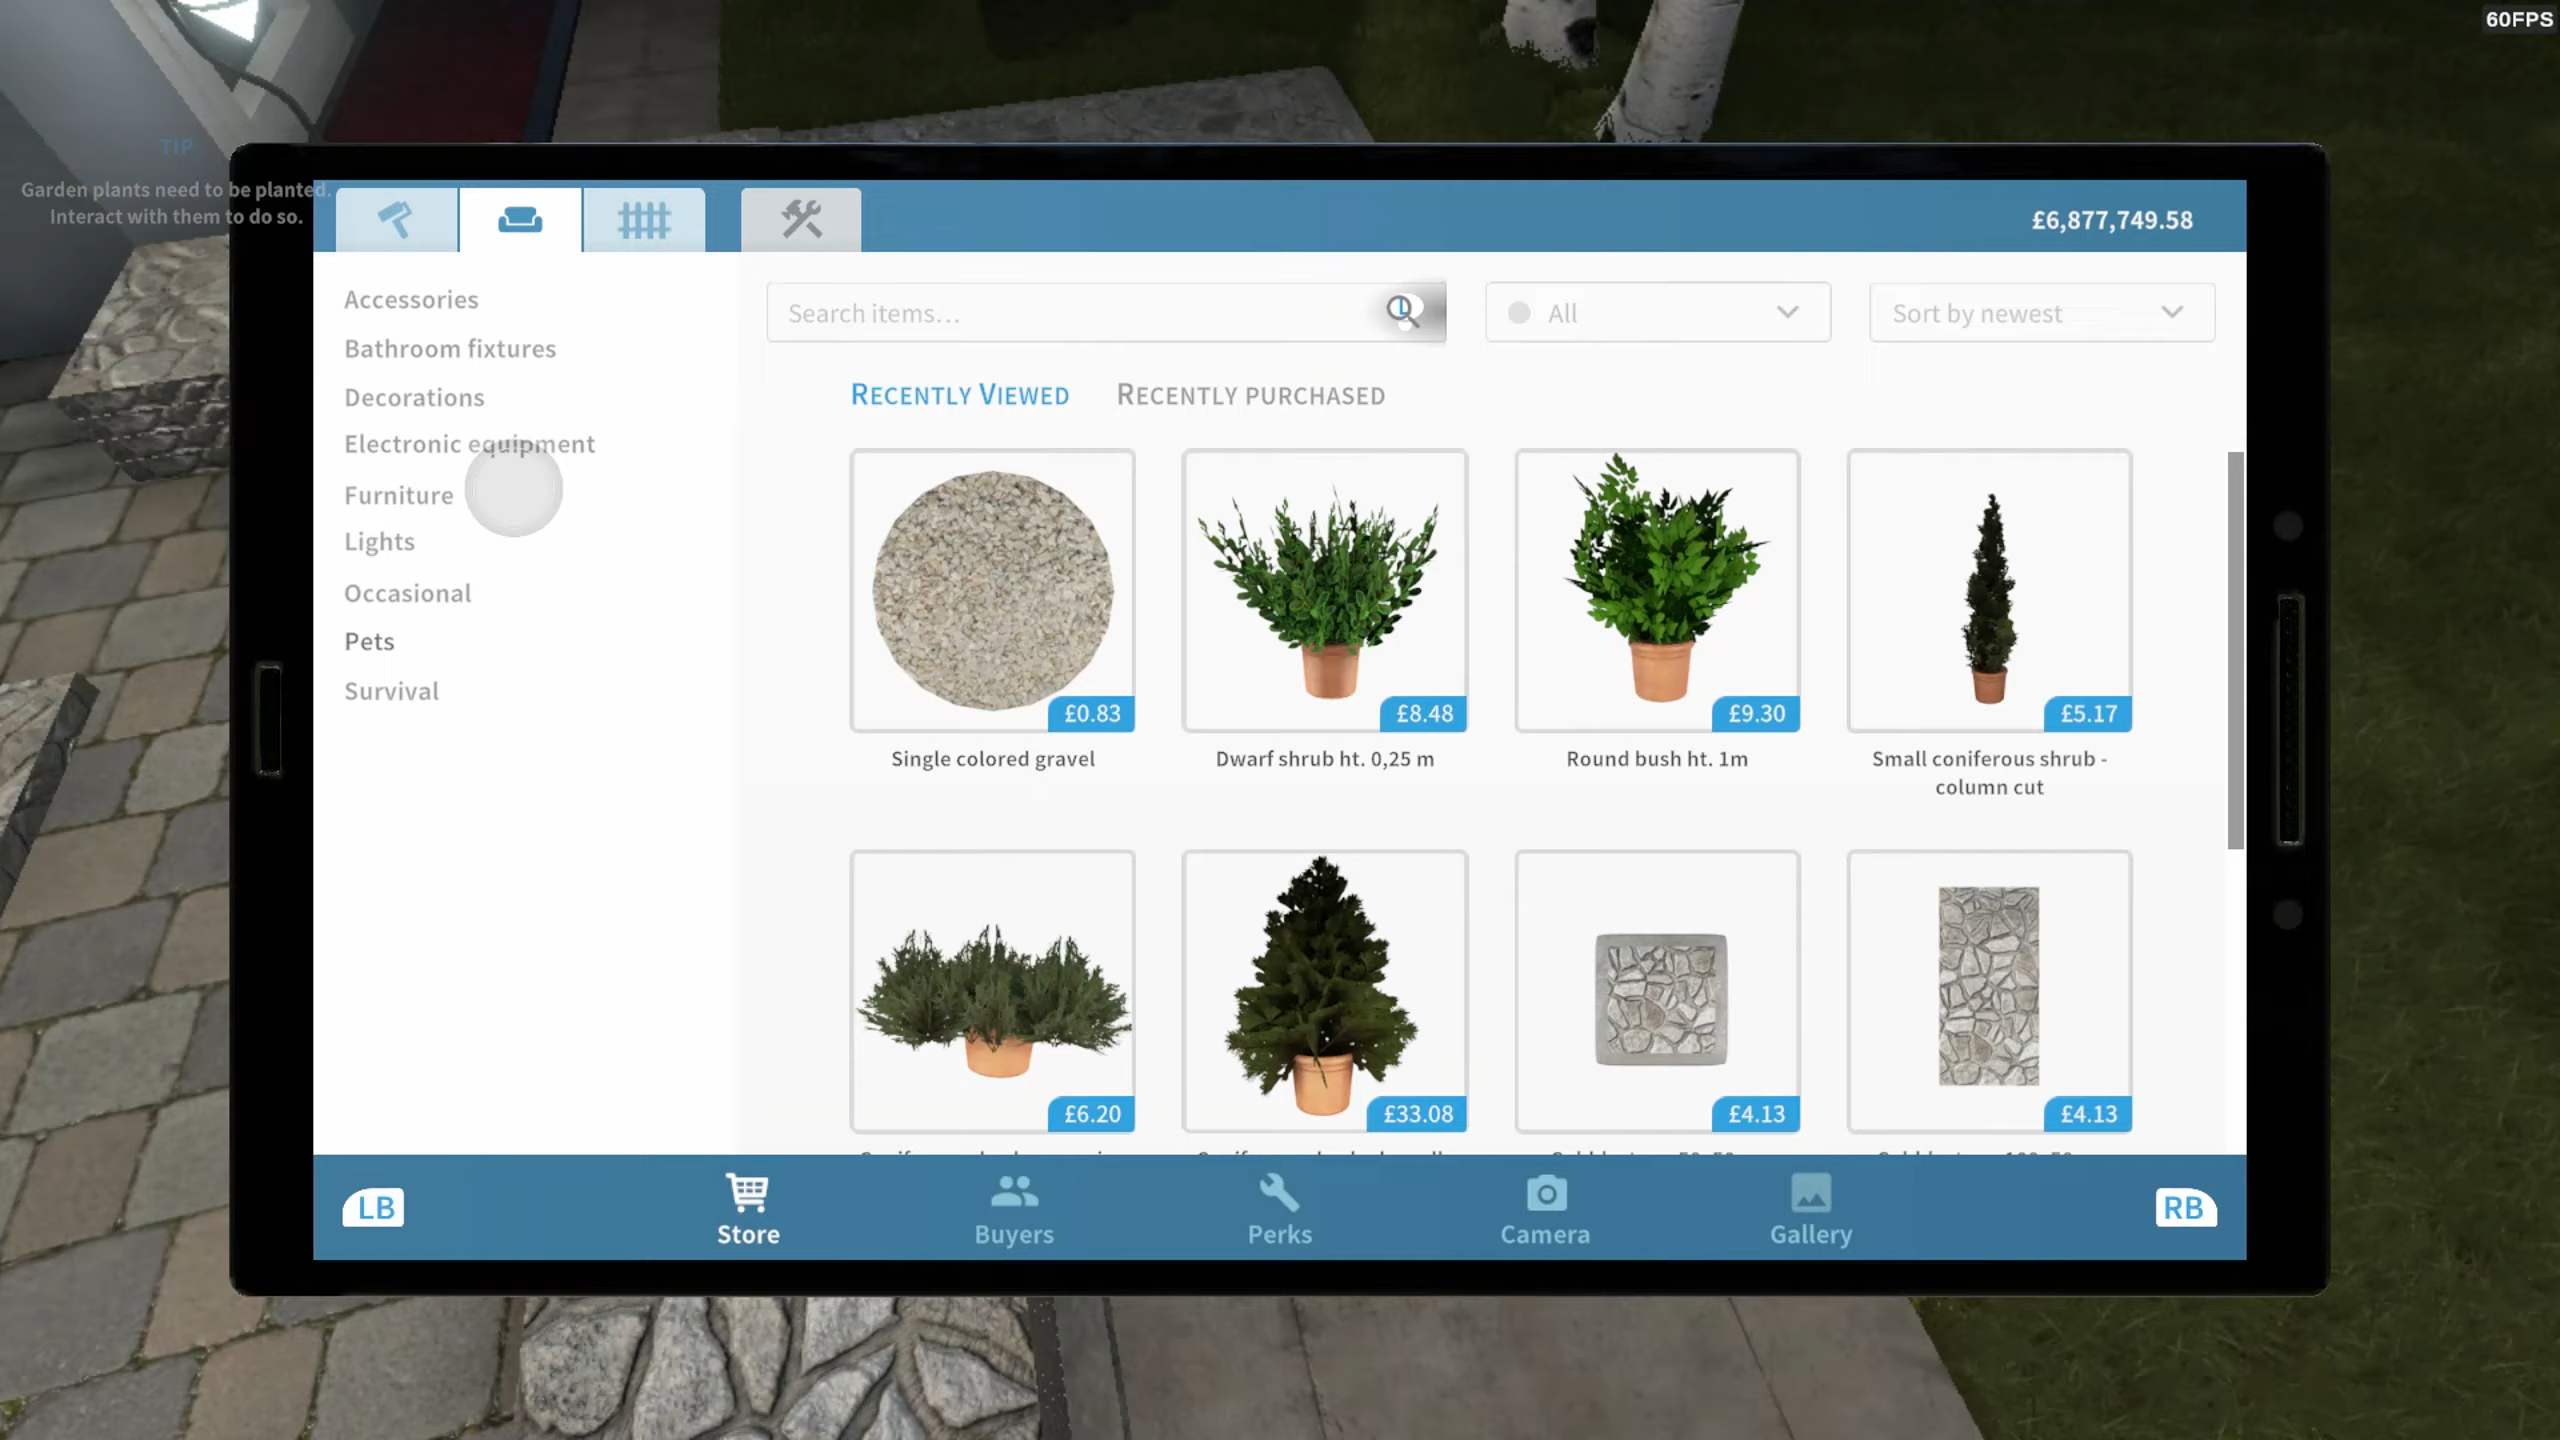 60FPS
TIP
Garden plants need to be planted.
Interact with them to do so.
£6,877,749.58
Accessories
Bathroom fixtures
Decorations
Electronic equipment
Furniture
Lights
Occasional
Pets
Survival
Search items...
All
Sort by newest
RECENTLY VIEWED
RECENTLY PURCHASED
£0.83
£8.48
£9.30
£5.17
Single colored gravel
Dwarf shrub ht. 0,25 m
Round bush ht. 1m
Small coniferous shrub -
column cut
£6.20
£33.08
£4.13
£4.13
LB
Store
Buyers
Perks
Camera
Gallery
RB